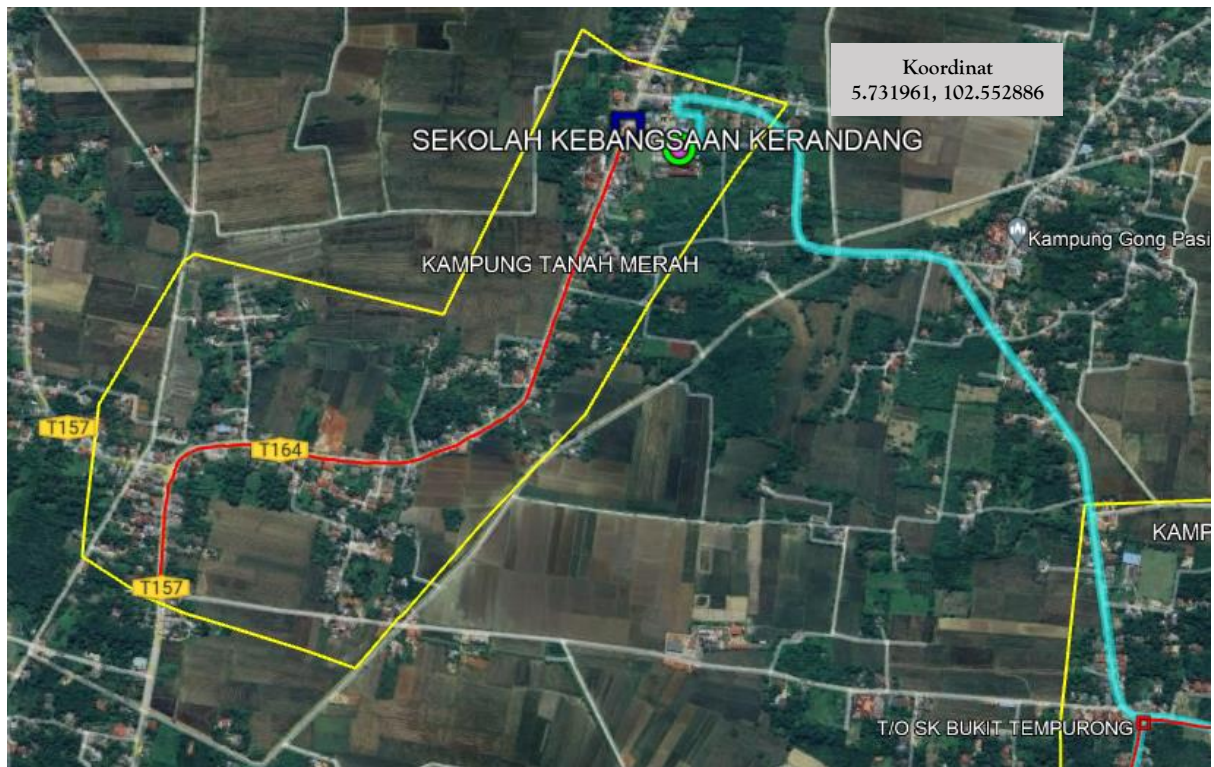 Koordinat
5.731961, 102.552886
SEKOLAH KEBANGSAAN KERANDANG
Kampung Gong Pasi
KAMPUNG TANAH MERAH
T157
T164
KAMP
T157
T/O SK BUKIT TEMPURONG